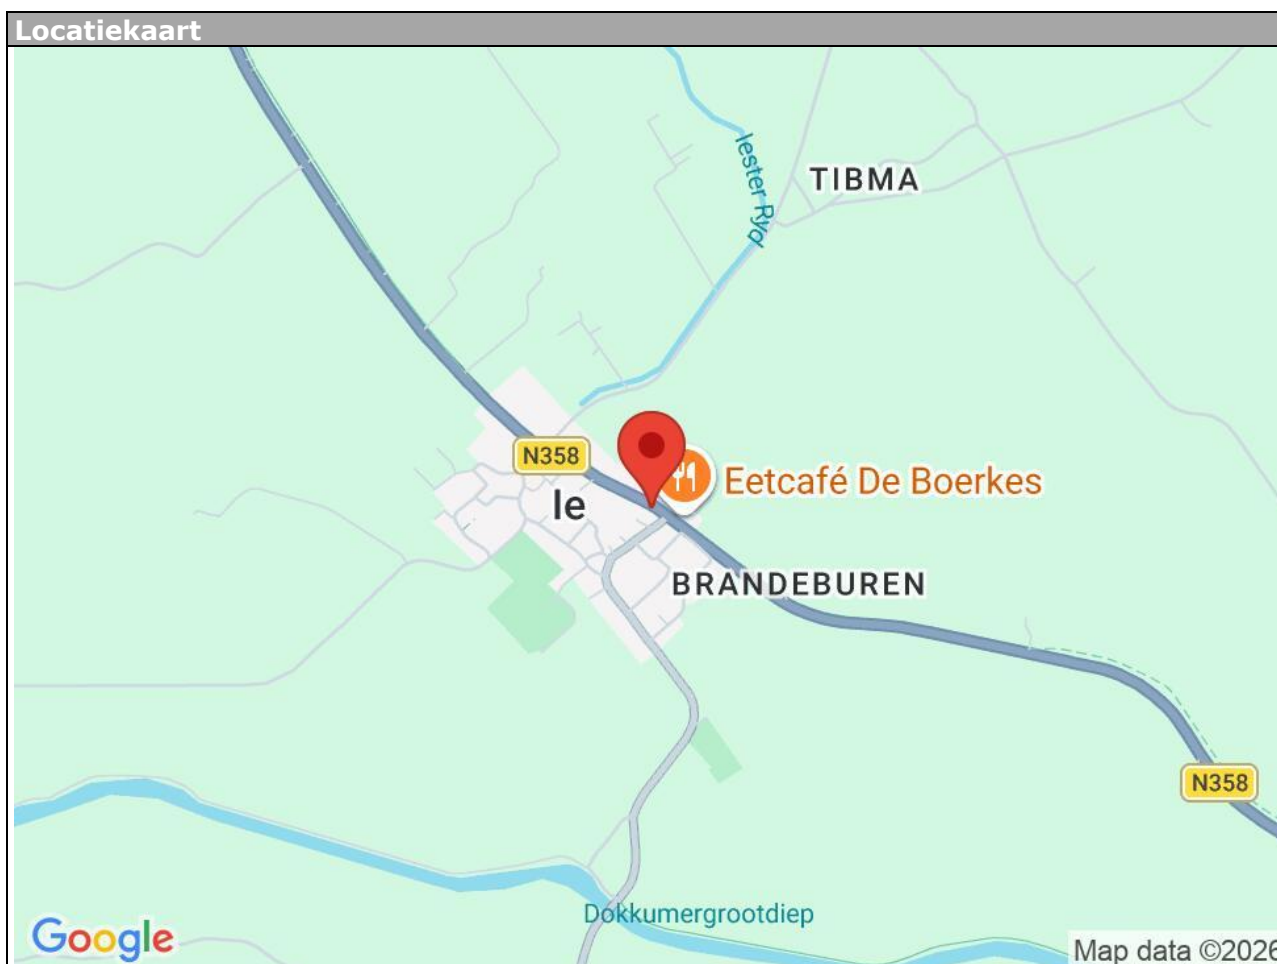 Locatiekaart
Iester Ryd
TIBMA
N358
Ie
Eetcafé De Boerkes
BRANDEBUREN
N358
Dokkumergrootdiep
Google
Map data ©2026